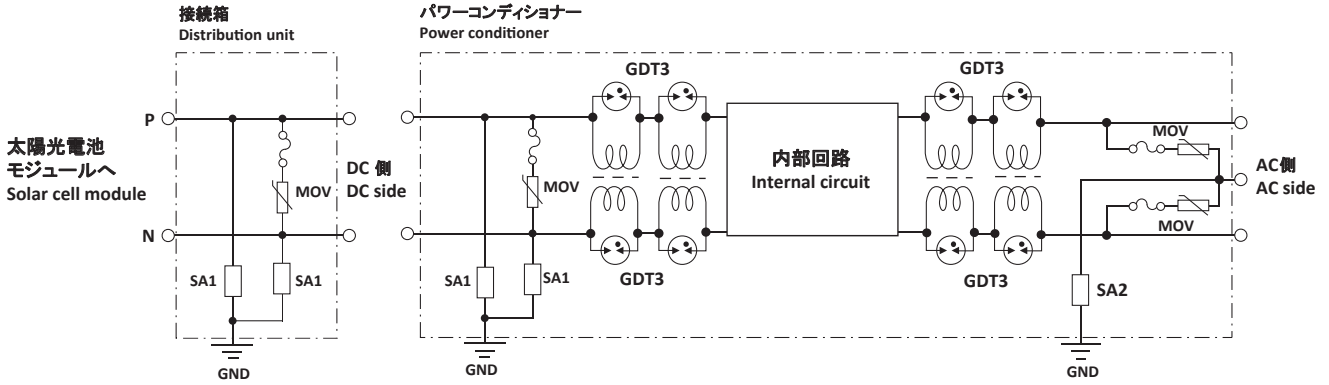 接続箱
Distribution unit
パワーコンディショナー
Power conditioner
GDT3
GDT3
P
太陽光電池
モジュールへ
Solar cell module
MOV
DC 側
DC side
N
SA1
SA1
GND
MOV
SA1
SA1
GND
内部回路
Internal circuit
GDT3
GDT3
MOV
AC側
AC side
MOV
SA2
GND